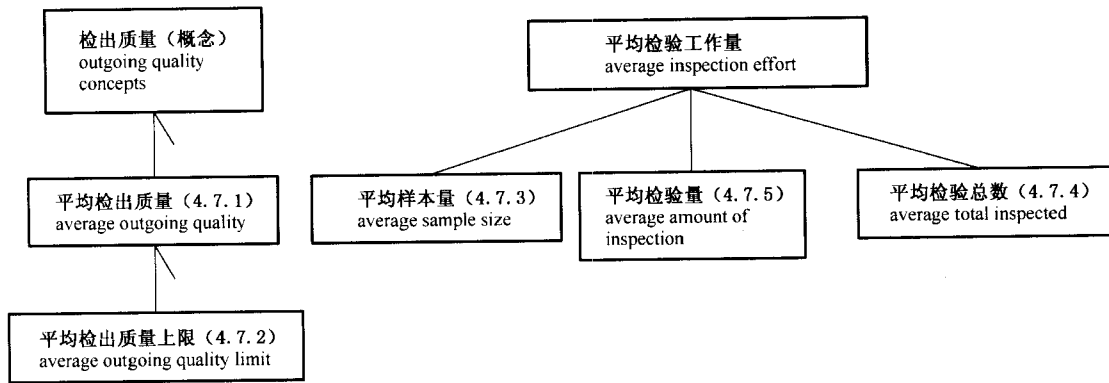 检出质量（概念）
outgoing quality
concepts
平均检出质量（4.7.1）
average outgoing quality
平均检出质量上限（4.7.2）
average outgoing quality limit
平均检验工作量
average inspection effort
平均样本量（4.7.3）
average sample size
平均检验量（4.7.5）
average amount of
inspection
平均检验总数（4.7.4）
average total inspected